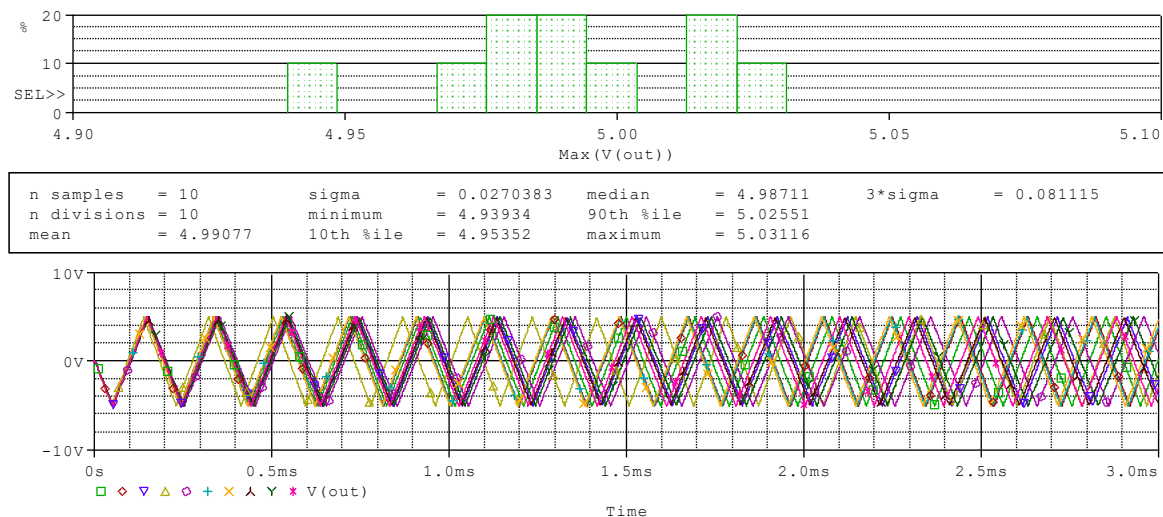 20
%
10
SEL>>
0
4.90 4.95 5.00 5.05 5.10
Max(V(out))
n samples = 10 sigma = 0.0270383 median = 4.98711 3*sigma = 0.081115
n divisions = 10 minimum = 4.93934 90th %ile = 5.02551
mean = 4.99077 10th %ile = 4.95352 maximum = 5.03116
10V
0V
-10V
0s 0.5ms 1.0ms 1.5ms 2.0ms 2.5ms 3.0ms
V(out)
Time